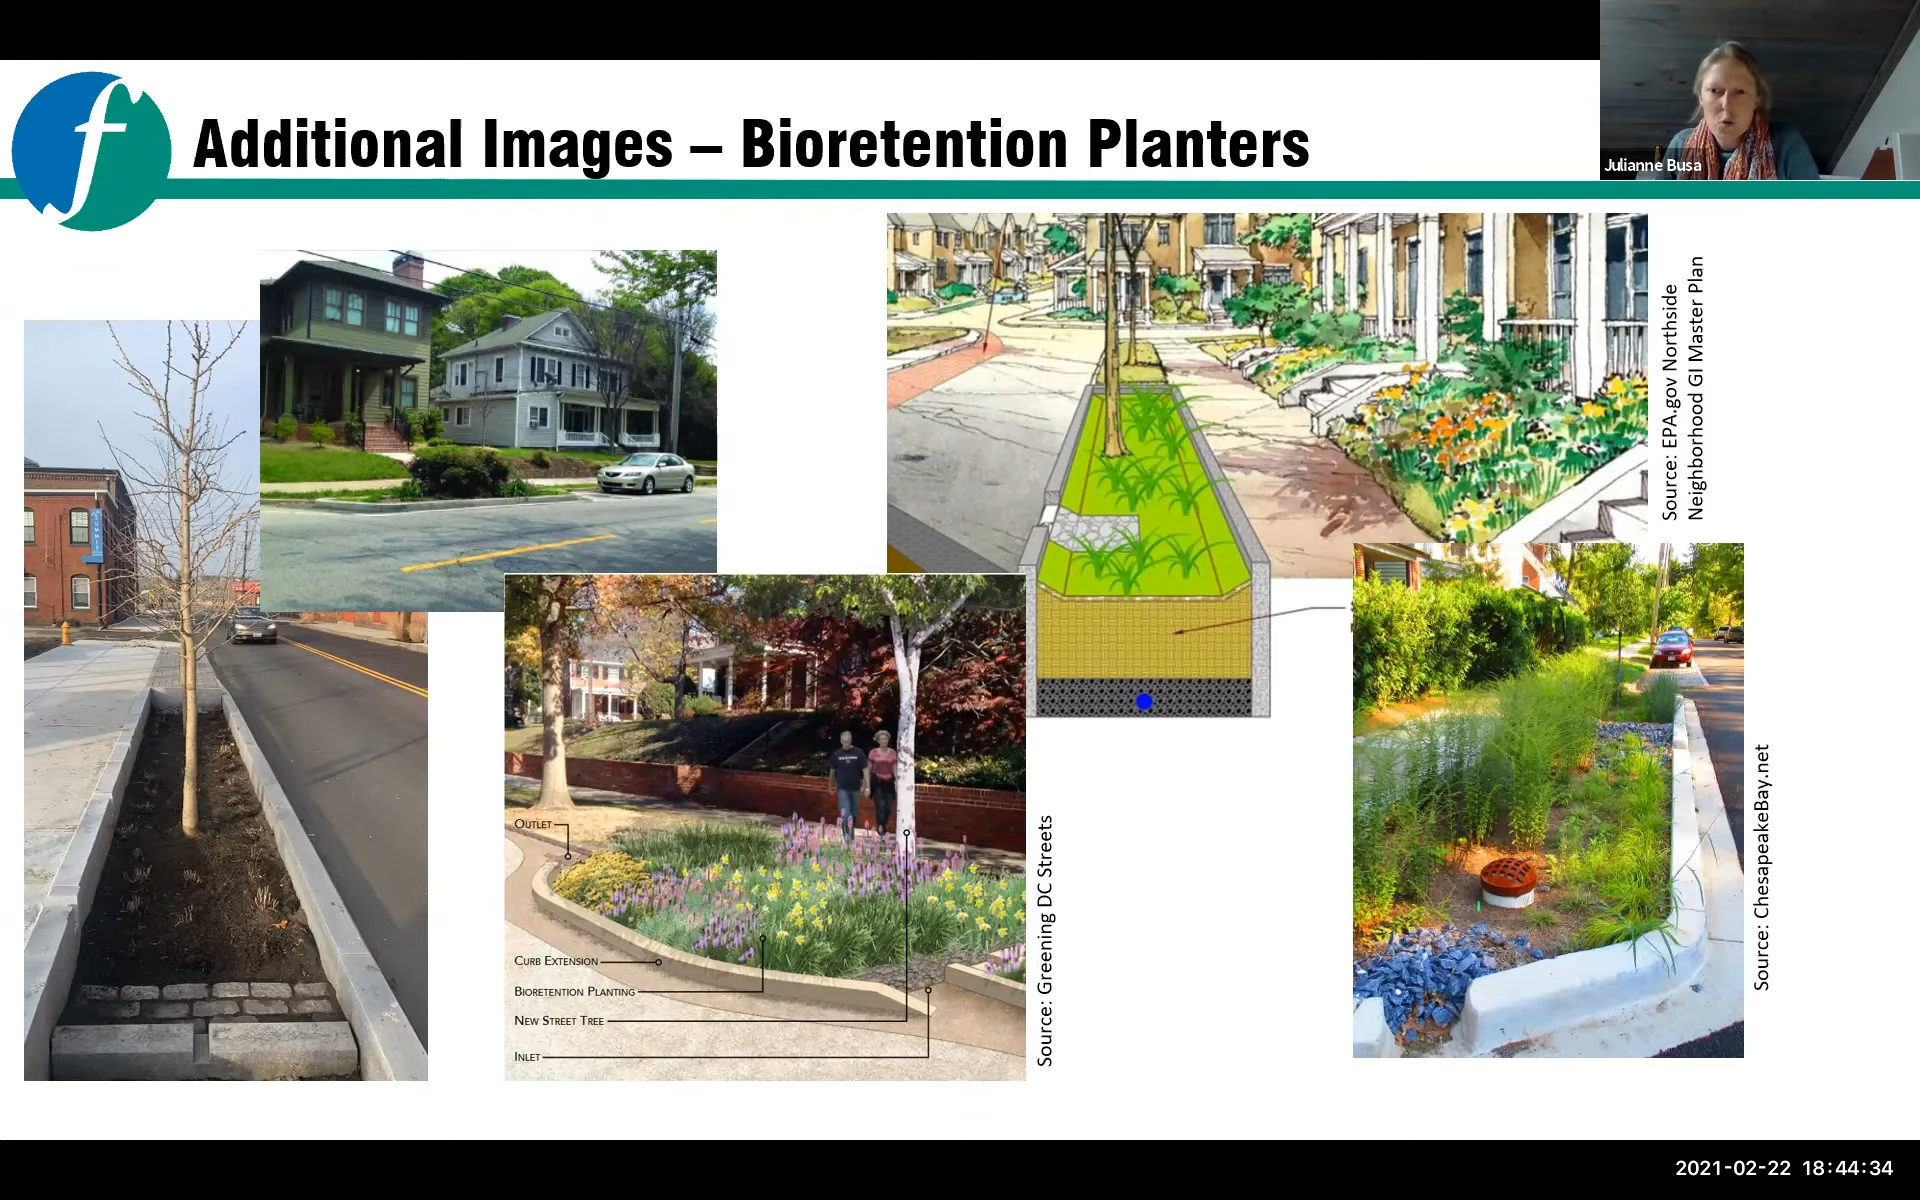 Additional Images – Bioretention Planters
Julianne Busa
Source: EPA.gov Northside
Neighborhood GI Master Plan
OUTLET
CURB EXTENSION
BIORETENTION PLANTING
NEW STREET TREE
INLET
Source: Greening DC Streets
Source: ChesapeakeBay.net
2021-02-22 18:44:34